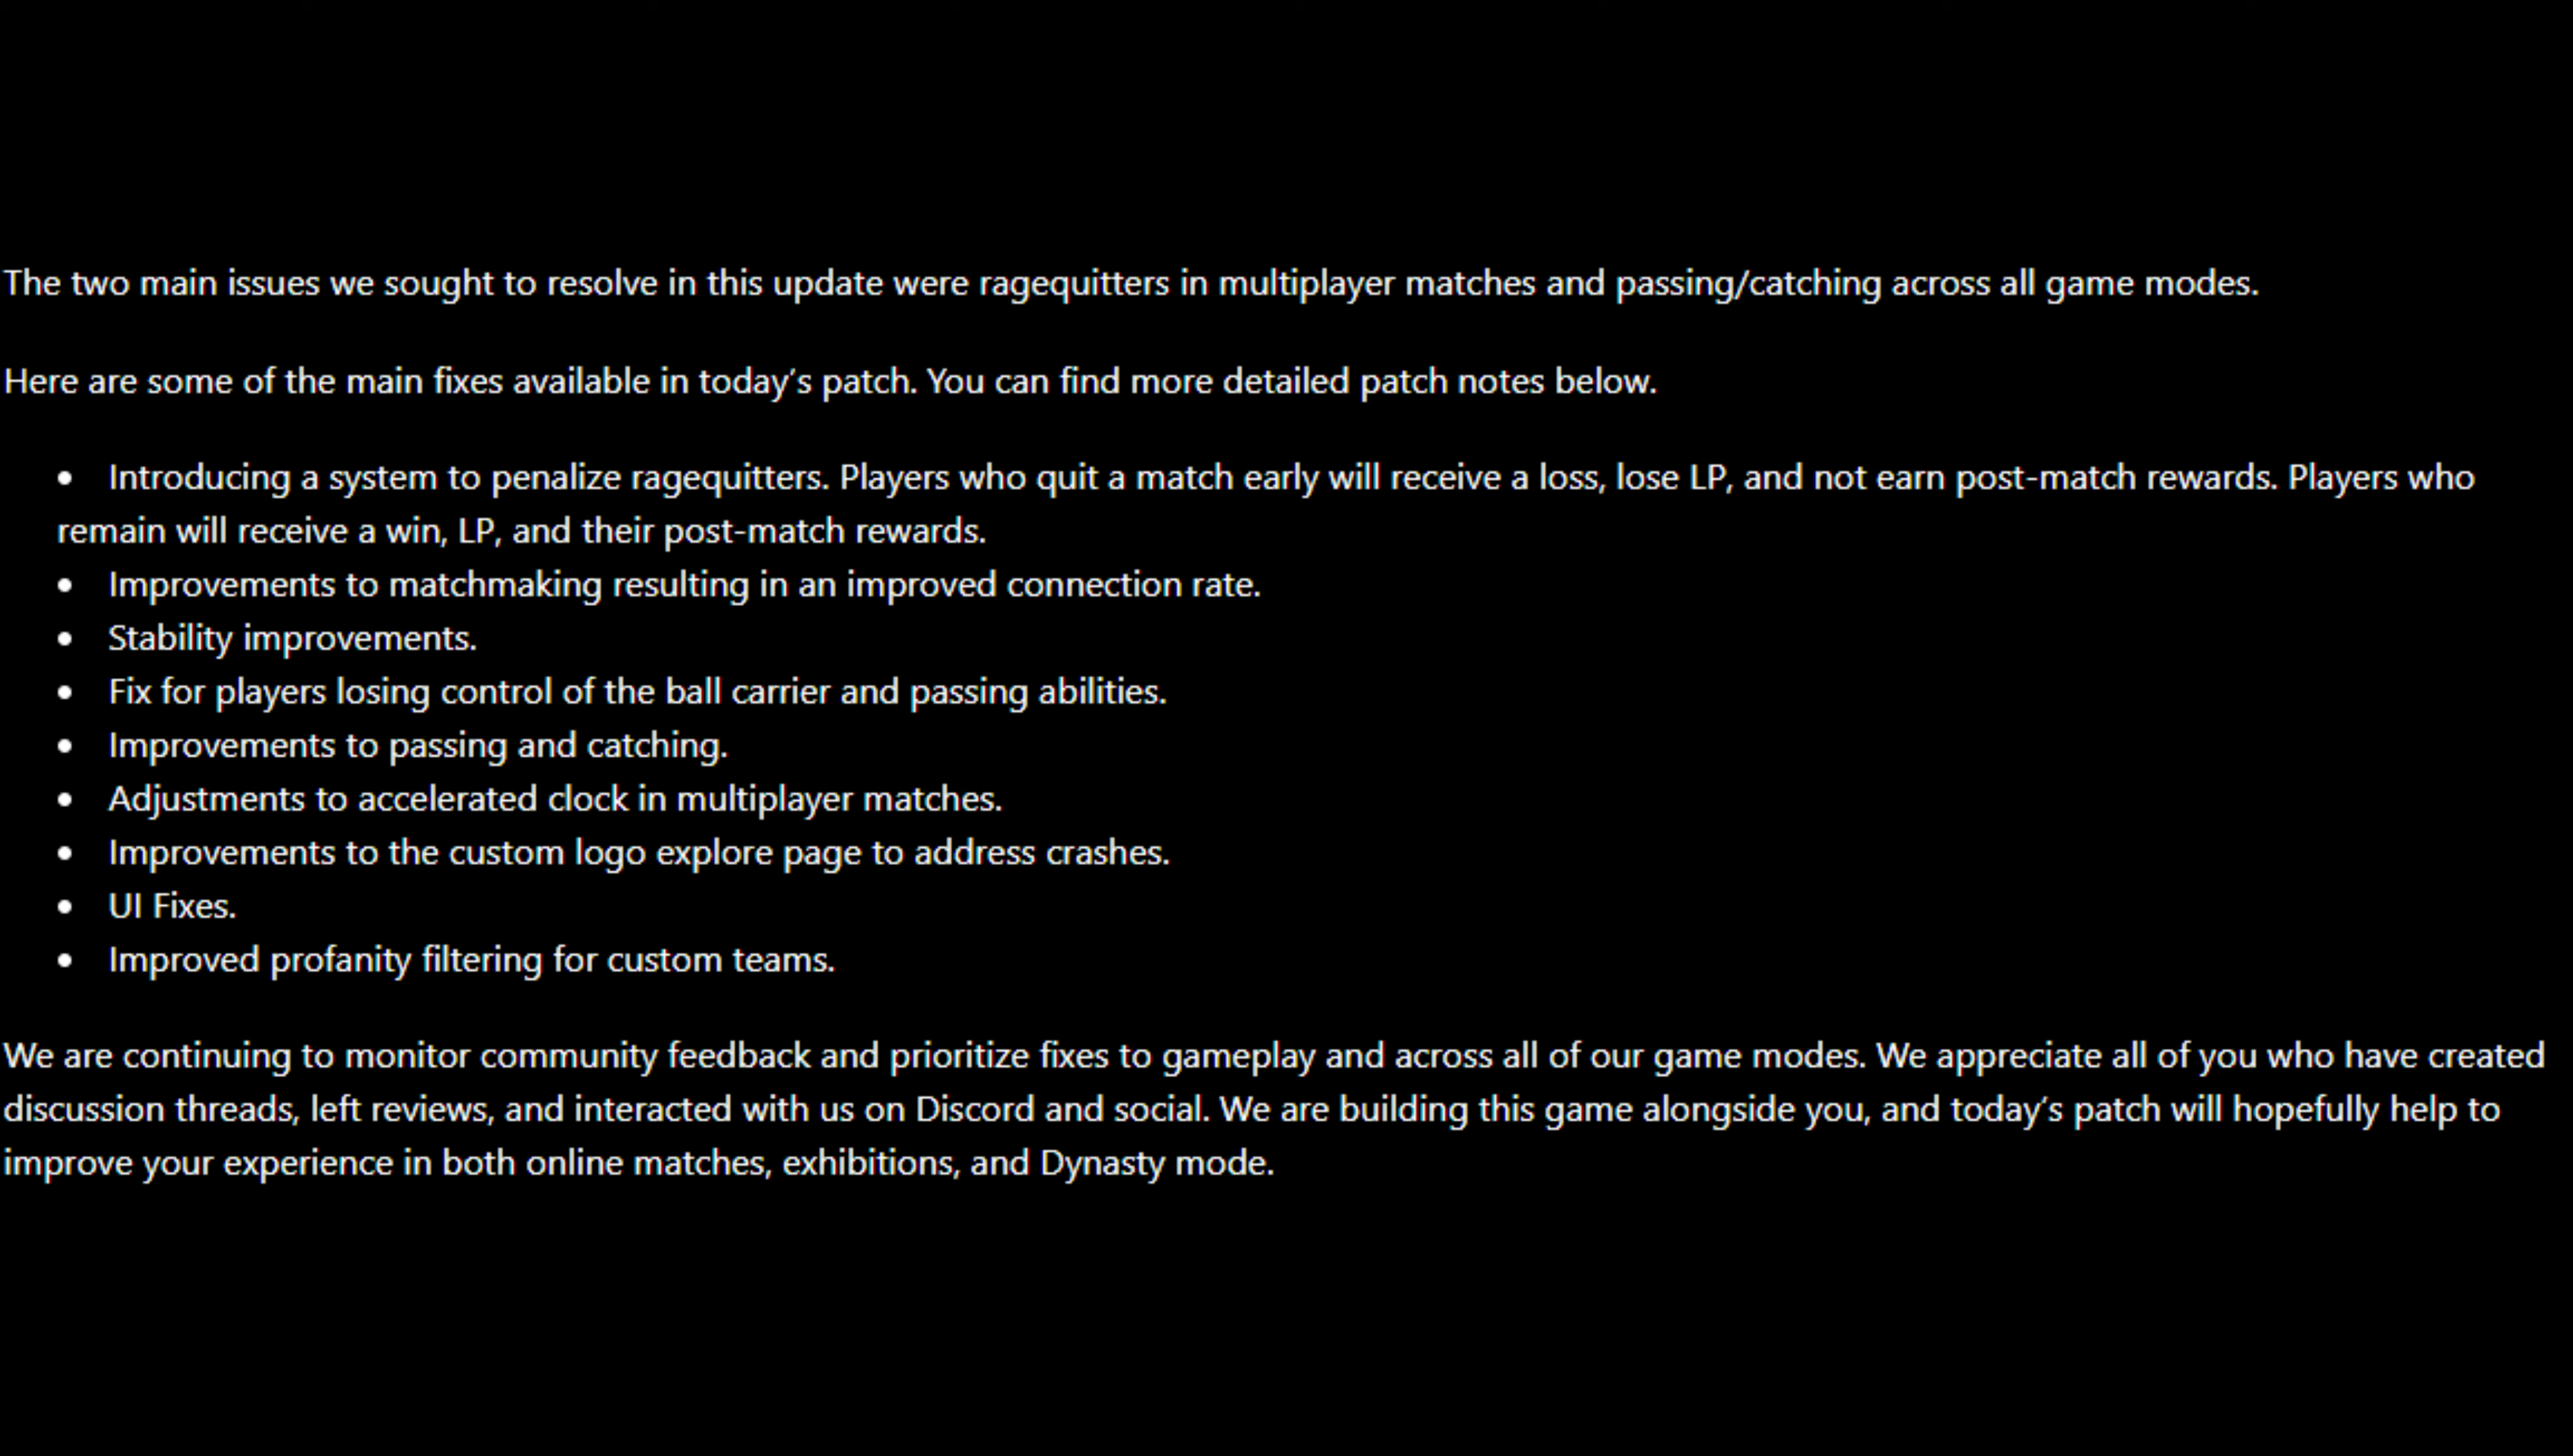 The two main issues we sought to resolve in this update were ragequitters in multiplayer matches and passing/catching across all game modes.
Here are some of the main fixes available in today’s patch. You can find more detailed patch notes below.
• Introducing a system to penalize ragequitters. Players who quit a match early will receive a loss, lose LP, and not earn post-match rewards. Players who
remain will receive a win, LP, and their post-match rewards.
• Improvements to matchmaking resulting in an improved connection rate.
• Stability improvements.
• Fix for players losing control of the ball carrier and passing abilities.
• Improvements to passing and catching.
• Adjustments to accelerated clock in multiplayer matches.
• Improvements to the custom logo explore page to address crashes.
• UI Fixes.
• Improved profanity filtering for custom teams.
We are continuing to monitor community feedback and prioritize fixes to gameplay and across all of our game modes. We appreciate all of you who have created
discussion threads, left reviews, and interacted with us on Discord and social. We are building this game alongside you, and today’s patch will hopefully help to
improve your experience in both online matches, exhibitions, and Dynasty mode.